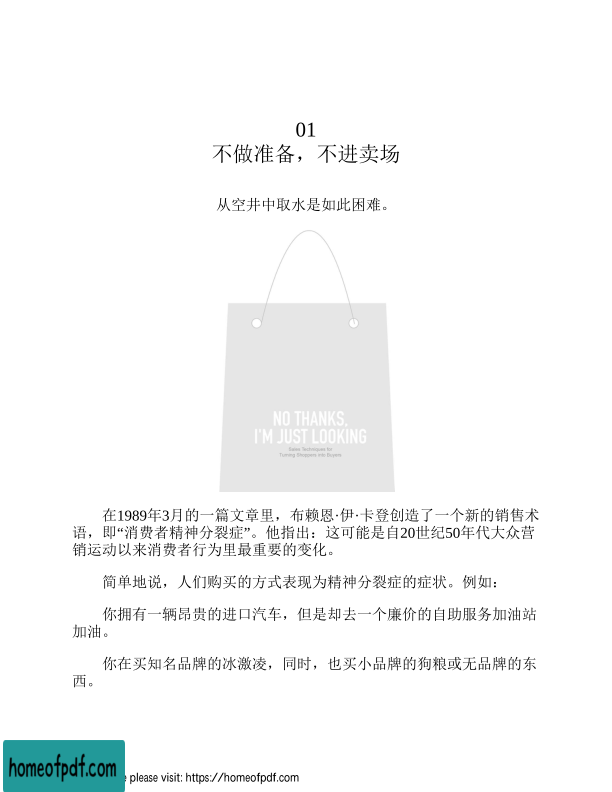 01
不做准备，不进卖场
从空井中取水是如此困难。
NO THANKS,
I'M JUST LOOKING
Sales Techniques for
Turning Shoppers into Buyers
在1989年3月的一篇文章里，布赖恩·伊·卡登创造了一个新的销售术
语，即“消费者精神分裂症”。他指出：这可能是自20世纪50年代大众营
销运动以来消费者行为里最重要的变化。
简单地说，人们购买的方式表现为精神分裂症的症状。例如：
你拥有一辆昂贵的进口汽车，但是却去一个廉价的自助服务加油站
加油。
你在买知名品牌的冰激凌，同时，也买小品牌的狗粮或无品牌的东
西。
homeofpdf.com
please visit: https://homeofpdf.com